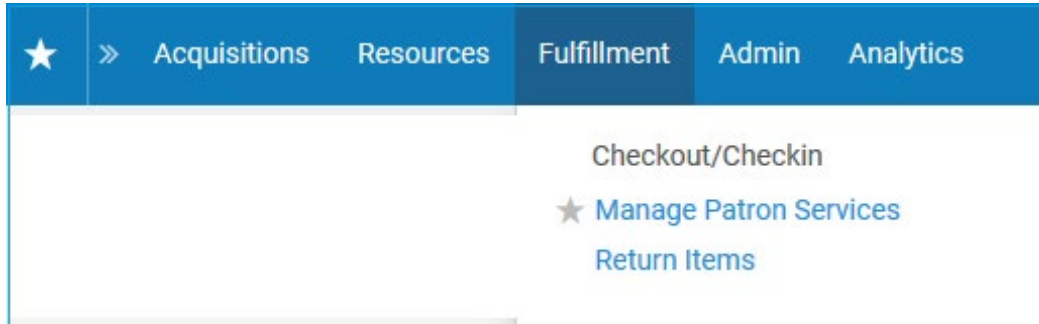 » Acquisitions Resources Fulfillment Admin Analytics
Checkout/Checkin
Manage Patron Services
Return Items